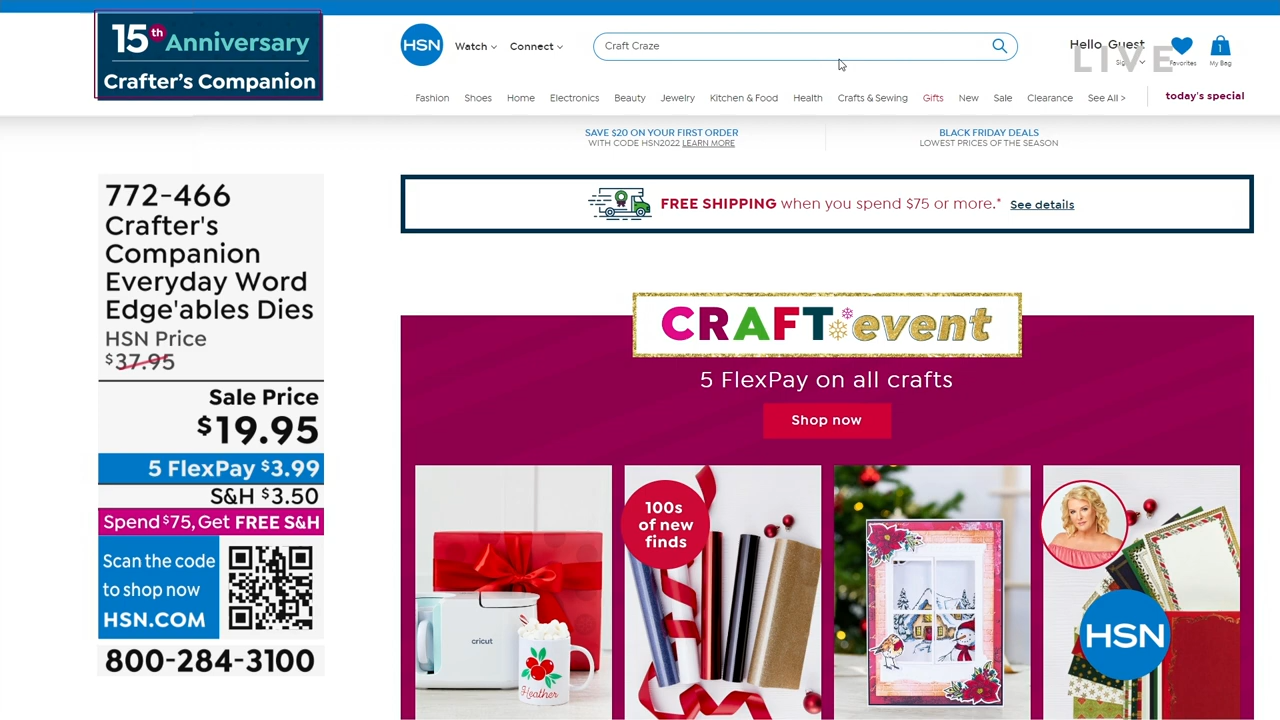 15th Anniversary
Crafter's Companion
HSN
Watch
Connect
Craft Craze
Hello, Guest
LIVE
Favorites
1
My Bag
Fashion
Shoes
Home
Electronics
Beauty
Jewelry
Kitchen & Food
Health
Crafts & Sewing
Gifts
New
Sale
Clearance
See All >
today's special
SAVE $20 ON YOUR FIRST ORDER
WITH CODE HSN2022 LEARN MORE
BLACK FRIDAY DEALS
LOWEST PRICES OF THE SEASON
772-466
Crafter's
Companion
Everyday Word
Edge'ables Dies
HSN Price
$37.95
Sale Price
$19.95
5 FlexPay $3.99
S&H $3.50
Spend $75, Get FREE S&H
Scan the code
to shop now
HSN.COM
800-284-3100
FREE SHIPPING when you spend $75 or more.* See details
CRAFT event
5 FlexPay on all crafts
Shop now
cricut
Heather
100s
of new
finds
HSN